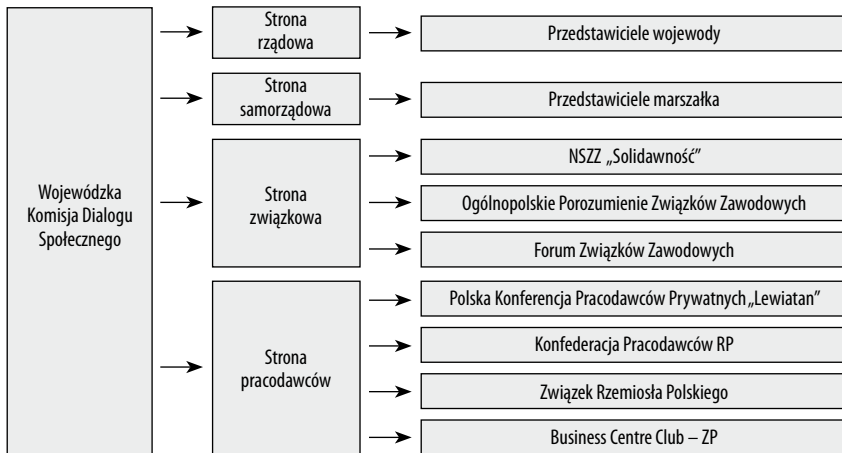 Wojewódzka
Komisja Dialogu
Społecznego
Strona
rządowa
Przedstawiciele wojewody
Strona
samorządowa
Przedstawiciele marszałka
Strona
związkowa
NSZZ „Solidawność”
Ogólnopolskie Porozumienie Związków Zawodowych
Forum Związków Zawodowych
Strona
pracodawców
Polska Konferencja Pracodawców Prywatnych „Lewiatan”
Konfederacja Pracodawców RP
Związek Rzemiosła Polskiego
Business Centre Club – ZP